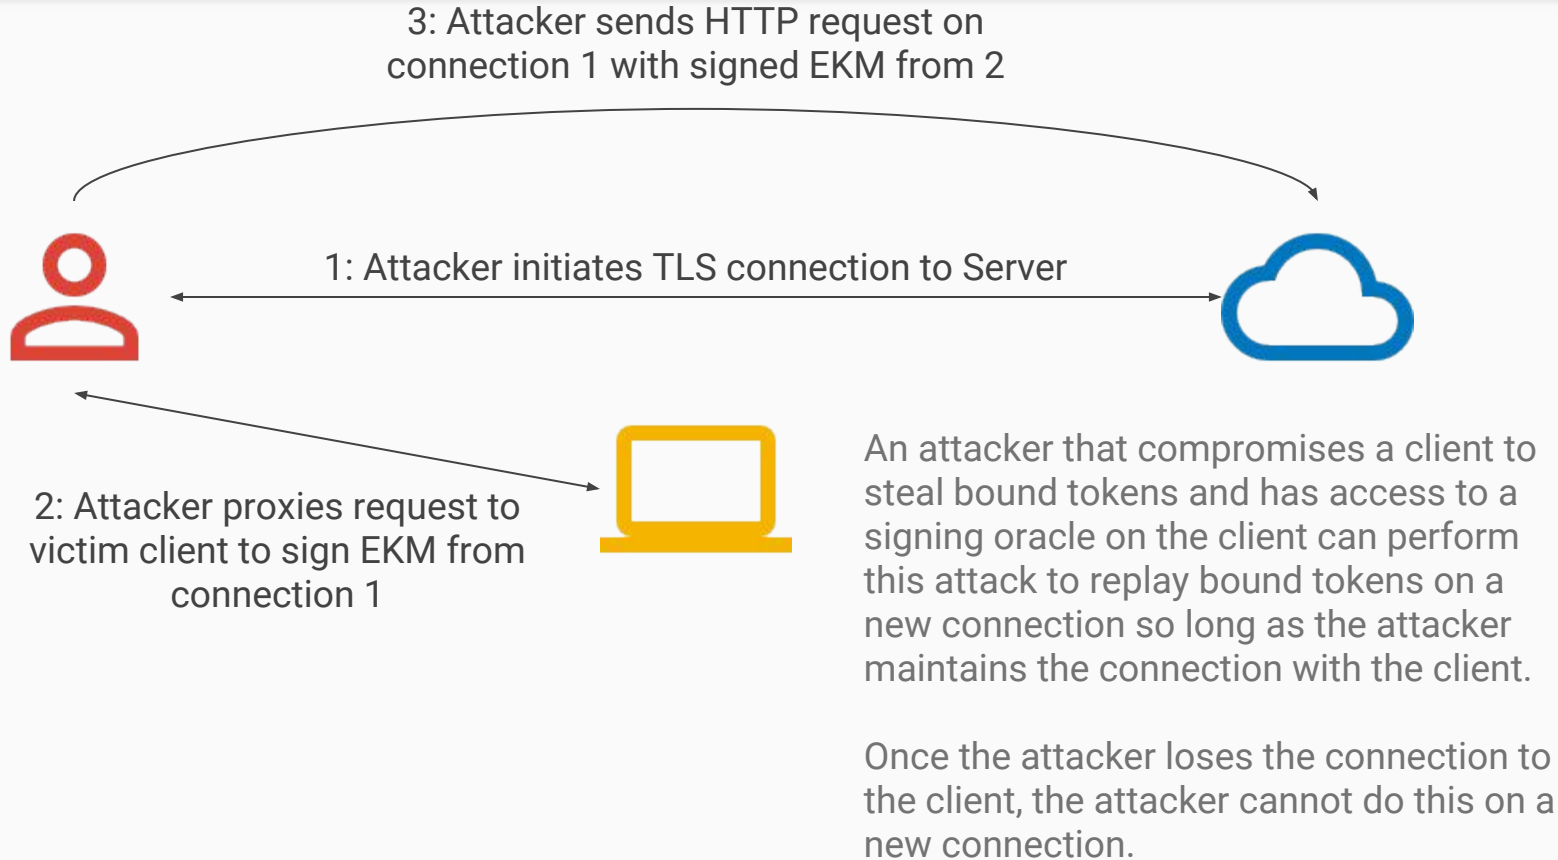 3: Attacker sends HTTP request on
connection 1 with signed EKM from 2
1: Attacker initiates TLS connection to Server
2: Attacker proxies request to
victim client to sign EKM from
connection 1
An attacker that compromises a client to
steal bound tokens and has access to a
signing oracle on the client can perform
this attack to replay bound tokens on a
new connection so long as the attacker
maintains the connection with the client.
Once the attacker loses the connection to
the client, the attacker cannot do this on a
new connection.